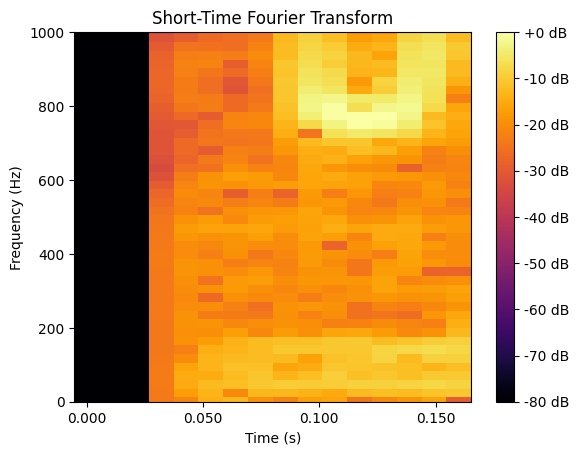 Short-Time Fourier Transform
Frequency (Hz)
1000
800
600
400
200
0
0.000 0.050 0.100 0.150
Time (s)
+0 dB
-10 dB
-20 dB
-30 dB
-40 dB
-50 dB
-60 dB
-70 dB
-80 dB